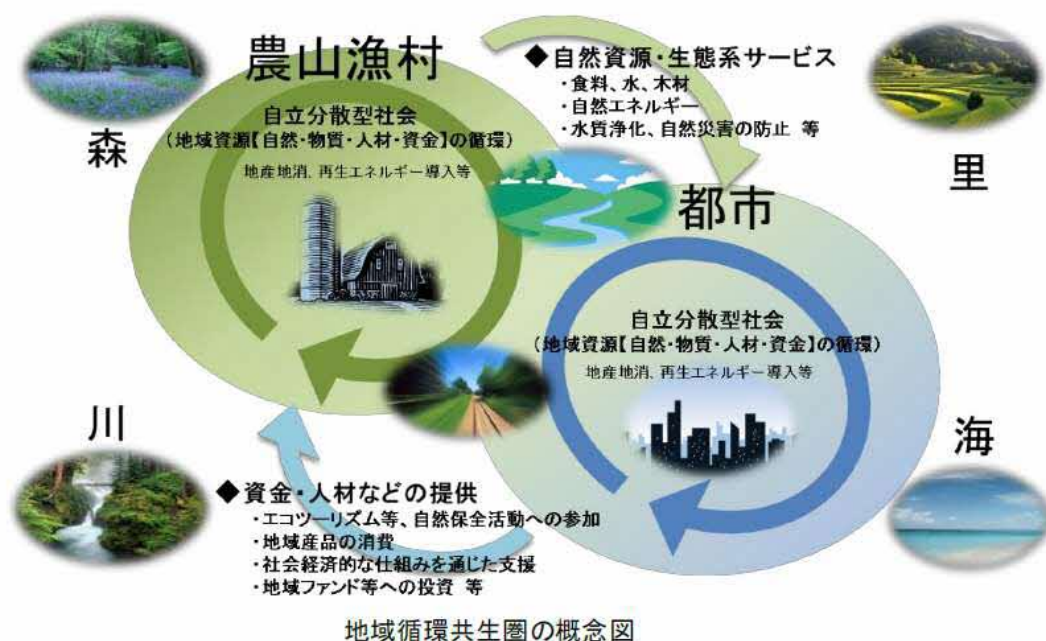 農山漁村
自立分散型社会
(地域資源【自然・物質・人材・資金】の循環)
地産地消、再生エネルギー導入等
森
◆自然資源・生態系サービス
・食料、水、木材
・自然エネルギー
・水質浄化、自然災害の防止 等
里
都市
自立分散型社会
(地域資源【自然・物質・人材・資金】の循環)
地産地消、再生エネルギー導入等
川
海
◆資金・人材などの提供
・エコツーリズム等、自然保全活動への参加
・地域産品の消費
・社会経済的な仕組みを通じた支援
・地域ファンド等への投資 等
地域循環共生圏の概念図